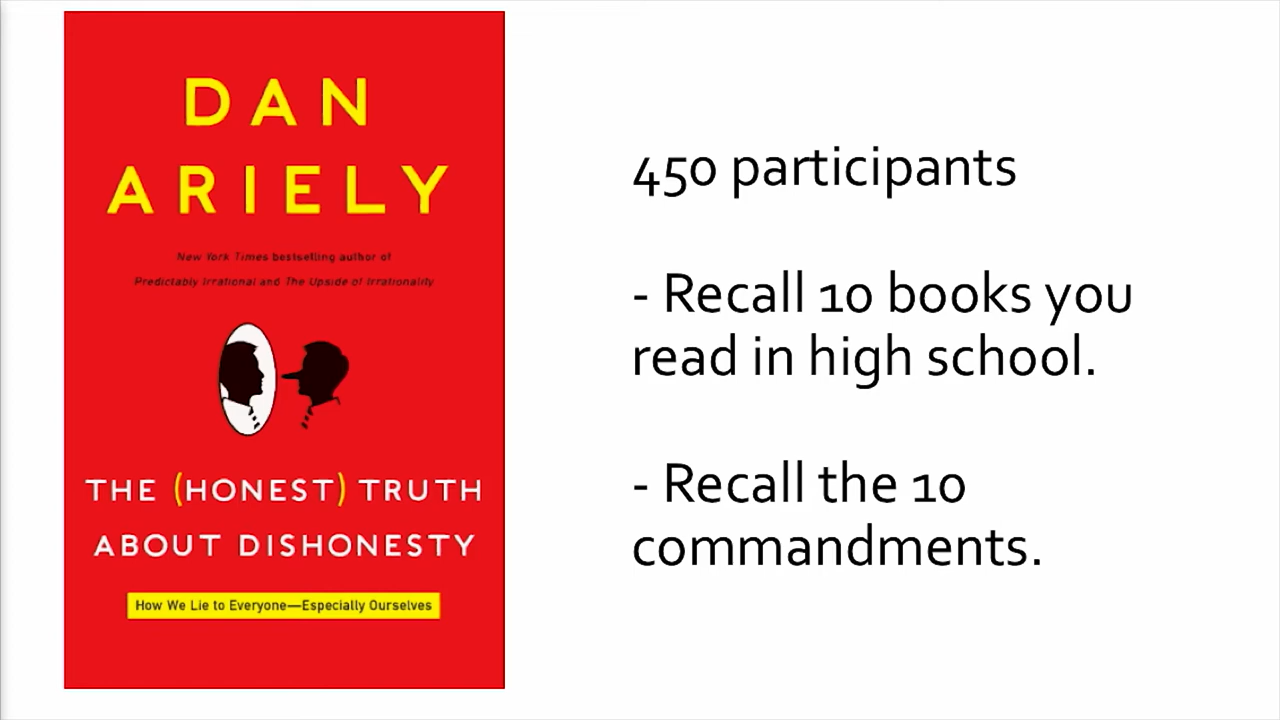 DAN
ARIELY
New York Times bestselling author of
Predictably Irrational and The Upside of Irrationality
THE (HONEST) TRUTH
ABOUT DISHONESTY
How We Lie to Everyone—Especially Ourselves
450 participants
- Recall 10 books you
read in high school.
- Recall the 10
commandments.